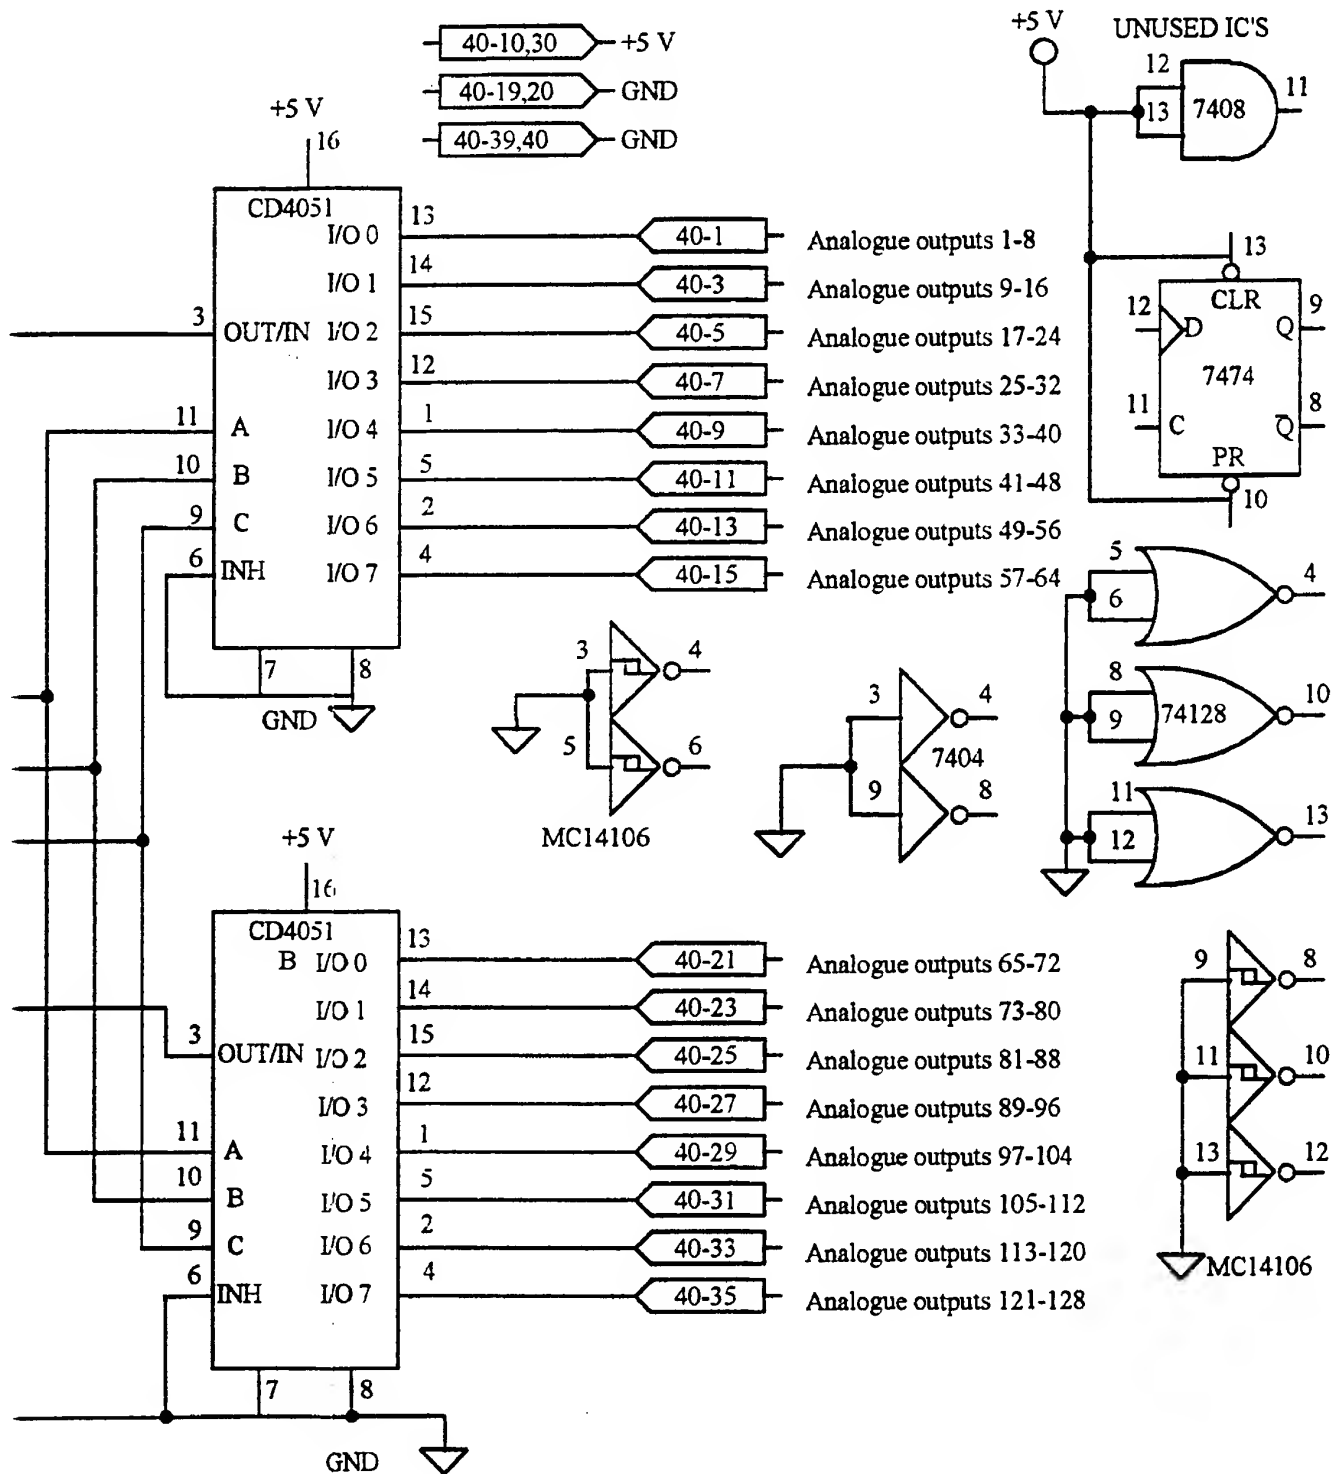 40-10,30 +5 V
40-19,20 GND
40-39,40 GND
+5 V
16
CD4051
I/O 0 13 40-1 Analogue outputs 1-8
I/O 1 14 40-3 Analogue outputs 9-16
3 OUT/IN I/O 2 15 40-5 Analogue outputs 17-24
I/O 3 12 40-7 Analogue outputs 25-32
11 A I/O 4 1 40-9 Analogue outputs 33-40
10 B I/O 5 5 40-11 Analogue outputs 41-48
9 C I/O 6 2 40-13 Analogue outputs 49-56
6 INH I/O 7 4 40-15 Analogue outputs 57-64
7 8
GND
+5 V
UNUSED IC'S
12
13 7408 11
13
CLR
12 D Q 9
7474
11 C Q̅ 8
PR
10
5
6 4
8
9 74128 10
11
12 13
3 4
5 6
MC14106
3 4
7404
9 8
+5 V
16
CD4051
B I/O 0 13 40-21 Analogue outputs 65-72
I/O 1 14 40-23 Analogue outputs 73-80
3 OUT/IN I/O 2 15 40-25 Analogue outputs 81-88
I/O 3 12 40-27 Analogue outputs 89-96
11 A I/O 4 1 40-29 Analogue outputs 97-104
10 B I/O 5 5 40-31 Analogue outputs 105-112
9 C I/O 6 2 40-33 Analogue outputs 113-120
6 INH I/O 7 4 40-35 Analogue outputs 121-128
7 8
GND
9 8
11 10
13 12
MC14106